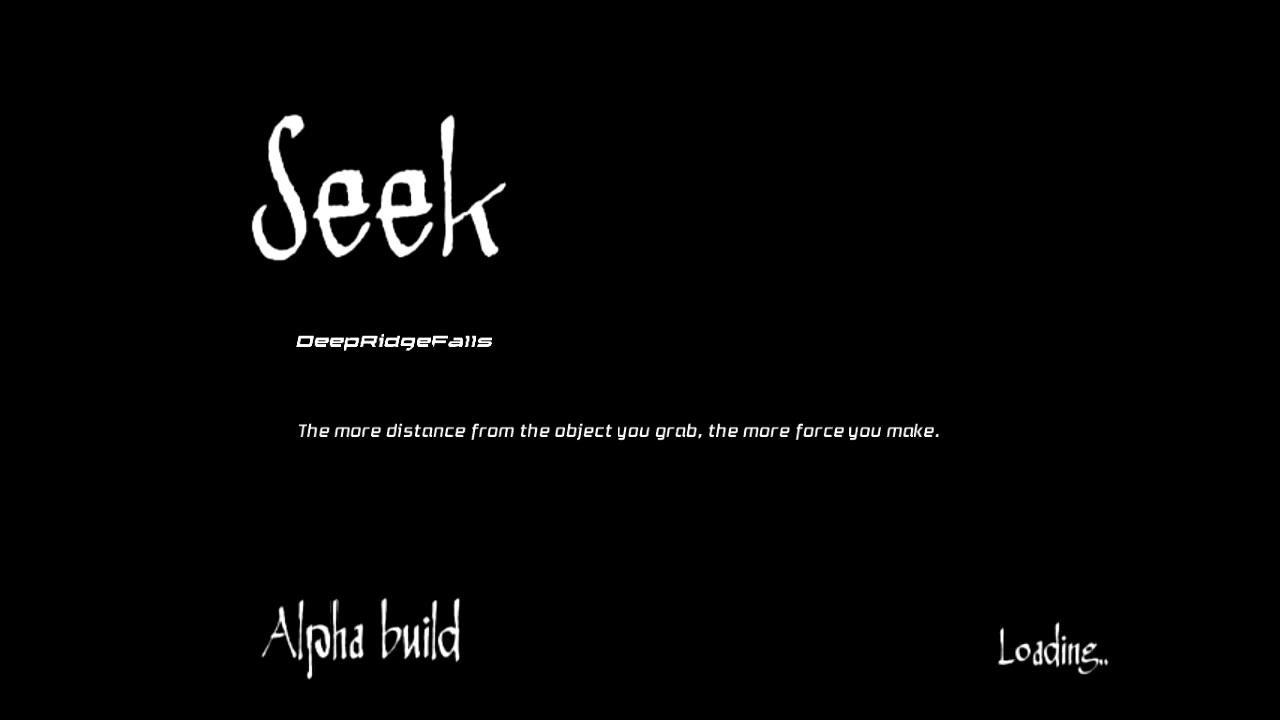 Seek
DeepRidgeFalls
The more distance from the object you grab, the more force you make.
Alpha build
Loading..